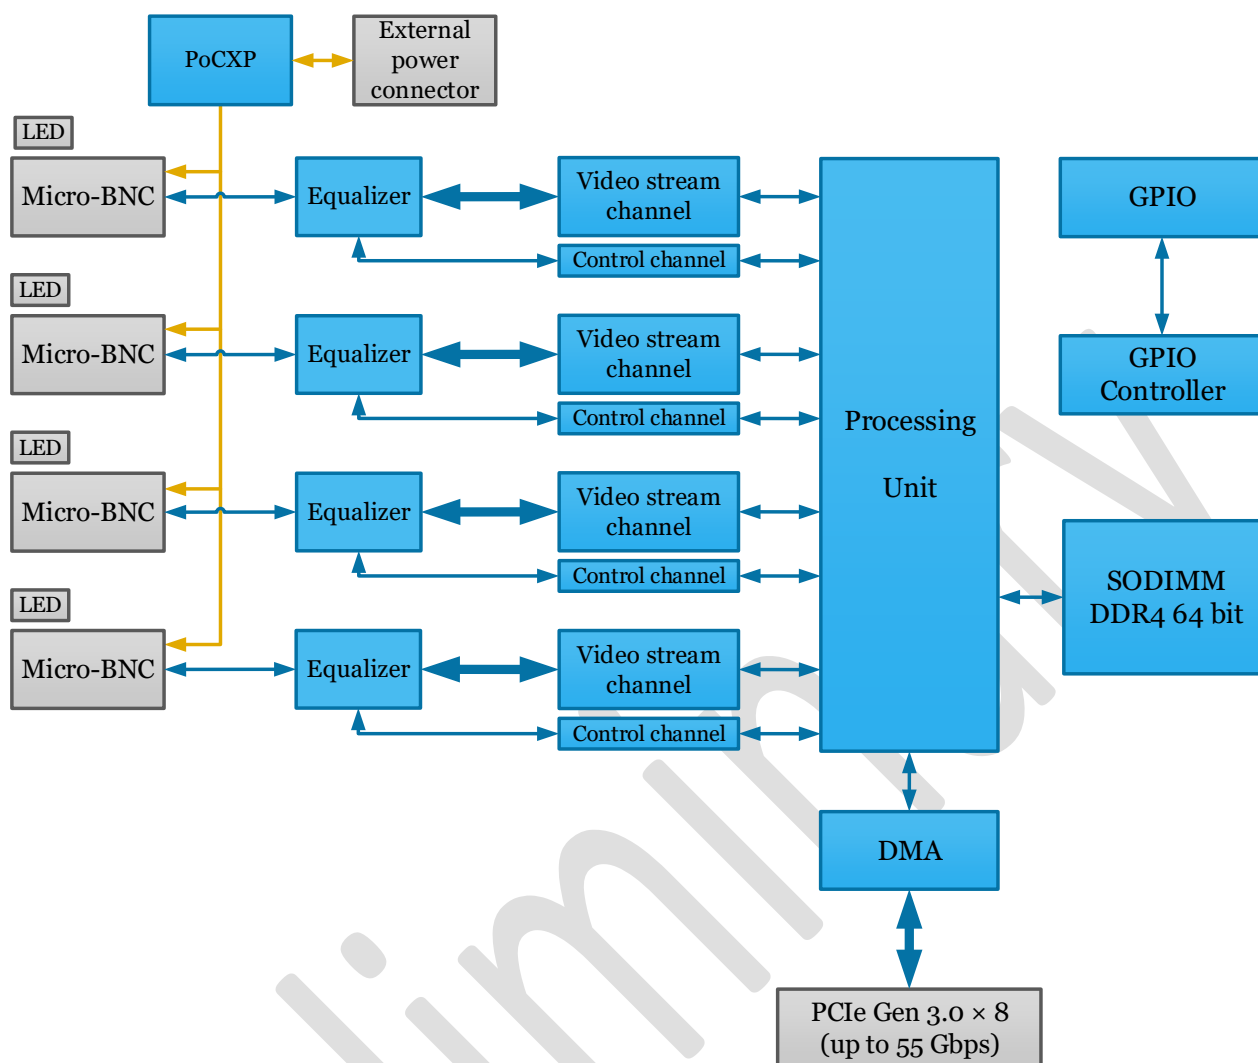 PoCXP
External
power
connector
LED
Micro-BNC
Equalizer
Video stream
channel
Control channel
LED
Micro-BNC
Equalizer
Video stream
channel
Control channel
LED
Micro-BNC
Equalizer
Video stream
channel
Control channel
LED
Micro-BNC
Equalizer
Video stream
channel
Control channel
Processing
Unit
GPIO
GPIO
Controller
SODIMM
DDR4 64 bit
DMA
PCIe Gen 3.0 × 8
(up to 55 Gbps)